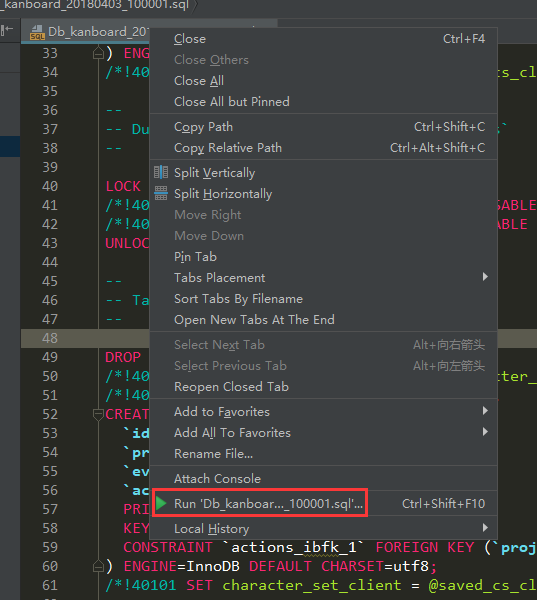 _kanboard_20180403_100001.sql
Db_kanboard_20
Close Ctrl+F4
33 ) ENG
Close Others
34 /*!40 cs_cl
Close All
35
Close All but Pinned
36 --
37 -- Du s`
Copy Path Ctrl+Shift+C
38 --
Copy Relative Path Ctrl+Alt+Shift+C
39
Split Vertically
40 LOCK
Split Horizontally
41 /*!40 SABLE
Move Right
42 /*!40 ABLE
Move Down
43 UNLOC
Pin Tab
44
Tabs Placement
45 --
Sort Tabs By Filename
46 -- Ta
Open New Tabs At The End
47 --
48
Select Next Tab Alt+向右箭头
49 DROP
Select Previous Tab Alt+向左箭头
50 /*!40 cter_
Reopen Closed Tab
51 /*!40
Add to Favorites
52 CREAT
Add All To Favorites
53 `id
Rename File...
54 `pr
55 `ev
Attach Console
56 `ac
Run 'Db_kanboar..._100001.sql'... Ctrl+Shift+F10
57 PRI
58 KEY
Local History
59 CONSTRAINT `actions_ibfk_1` FOREIGN KEY (`proj
60 ) ENGINE=InnoDB DEFAULT CHARSET=utf8;
61 /*!40101 SET character_set_client = @saved_cs_cl